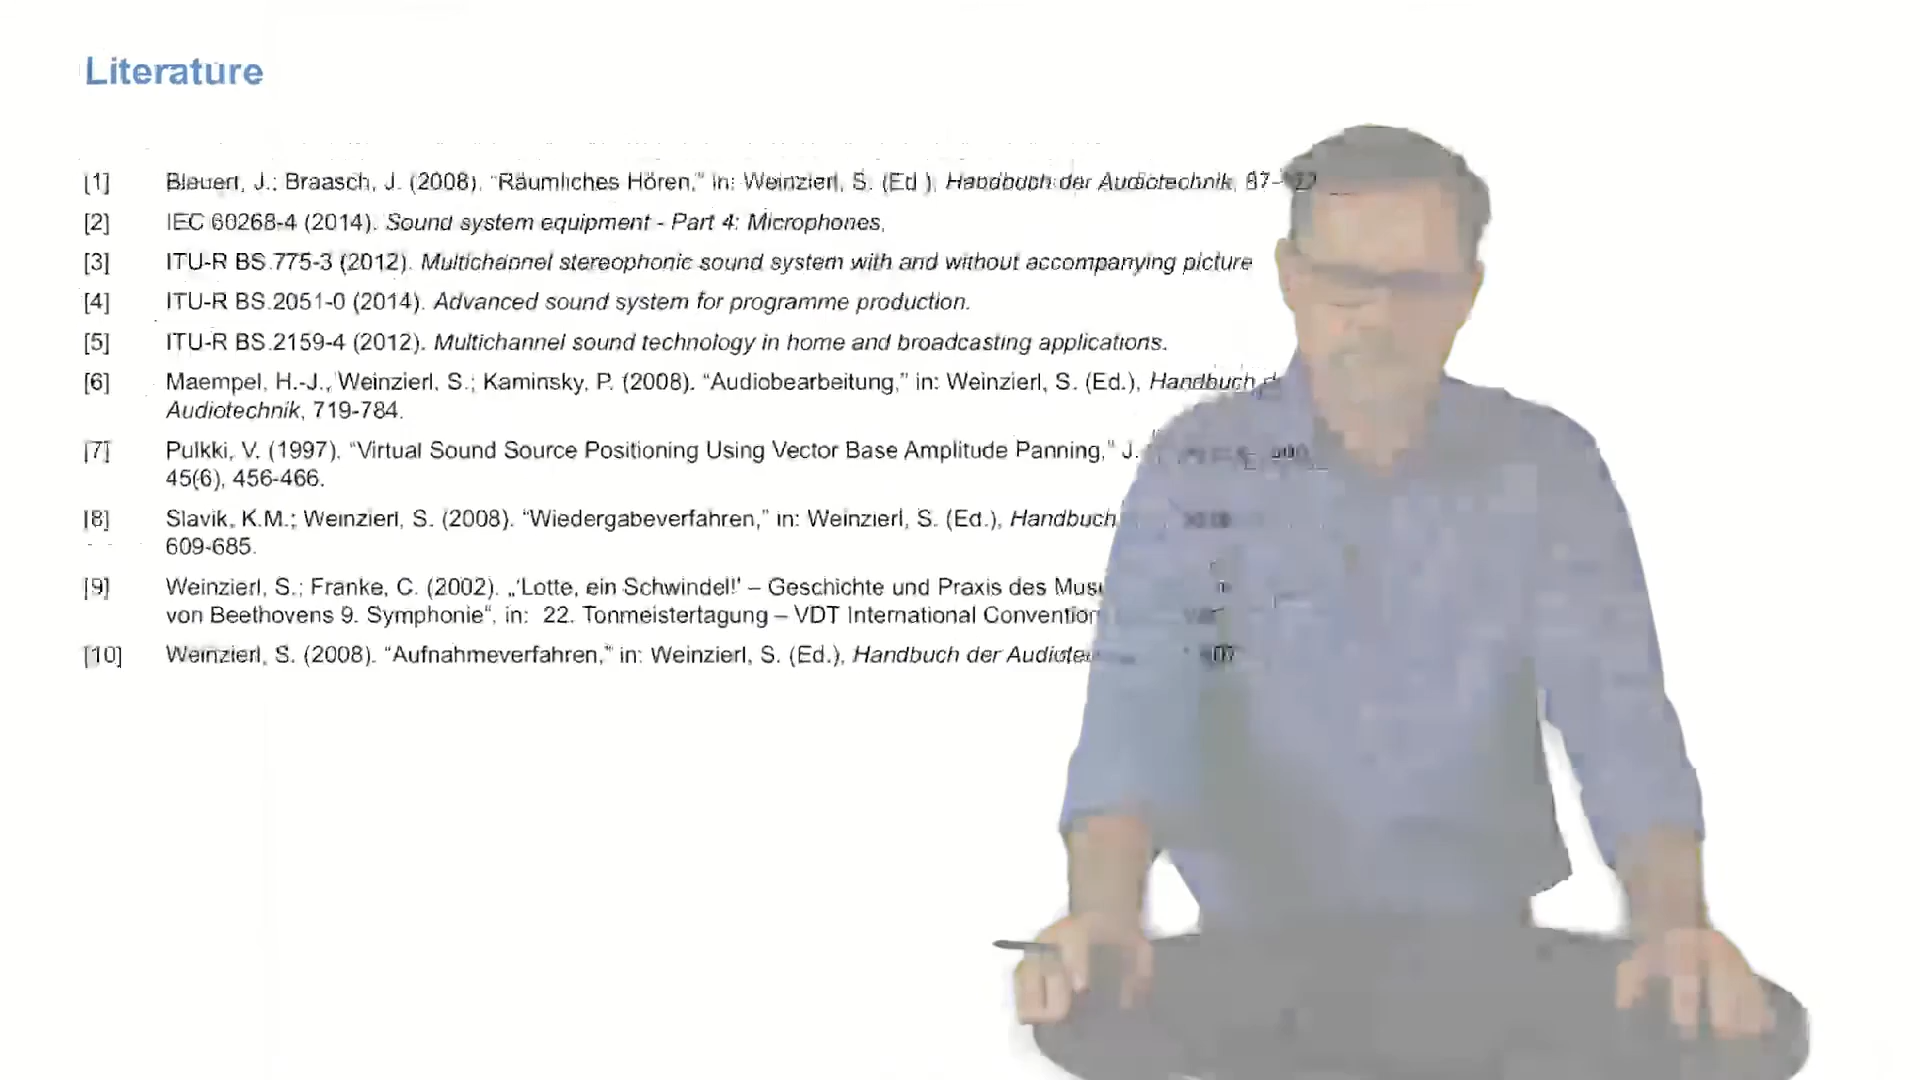 Literature
[1] Blauert, J.; Braasch, J. (2008). "Räumliches Hören," in: Weinzierl, S. (Ed.), Handbuch der Audiotechnik, 87-
[2] IEC 60268-4 (2014). Sound system equipment - Part 4: Microphones,
[3] ITU-R BS.775-3 (2012). Multichannel stereophonic sound system with and without accompanying picture
[4] ITU-R BS.2051-0 (2014). Advanced sound system for programme production.
[5] ITU-R BS.2159-4 (2012). Multichannel sound technology in home and broadcasting applications.
[6] Maempel, H.-J., Weinzierl, S.; Kaminsky, P. (2008). "Audiobearbeitung," in: Weinzierl, S. (Ed.), Handbuch
Audiotechnik, 719-784.
[7] Pulkki, V. (1997). "Virtual Sound Source Positioning Using Vector Base Amplitude Panning," J.
45(6), 456-466.
[8] Slavik, K.M.; Weinzierl, S. (2008). "Wiedergabeverfahren," in: Weinzierl, S. (Ed.), Handbuch
609-685.
[9] Weinzierl, S.; Franke, C. (2002). „'Lotte, ein Schwindel!' – Geschichte und Praxis des
von Beethovens 9. Symphonie", in: 22. Tonmeistertagung – VDT International Convention
[10] Weinzierl, S. (2008). "Aufnahmeverfahren," in: Weinzierl, S. (Ed.), Handbuch der